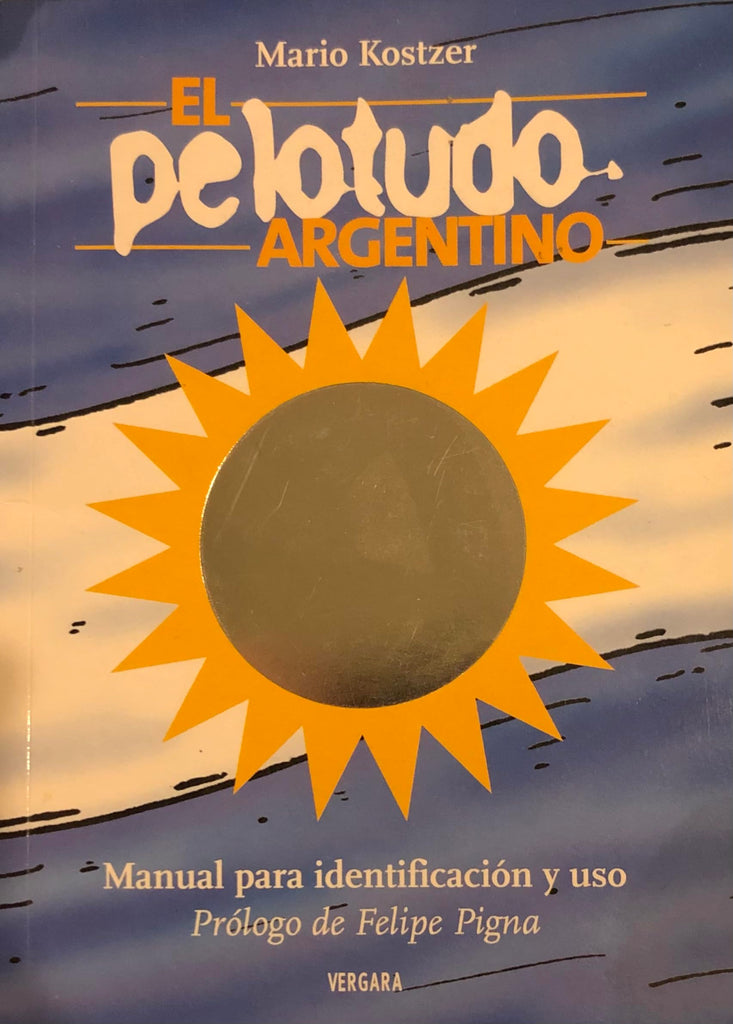 Mario Kostzer
EL
pelotudo
ARGENTINO
Manual para identificación y uso
Prólogo de Felipe Pigna
VERGARA